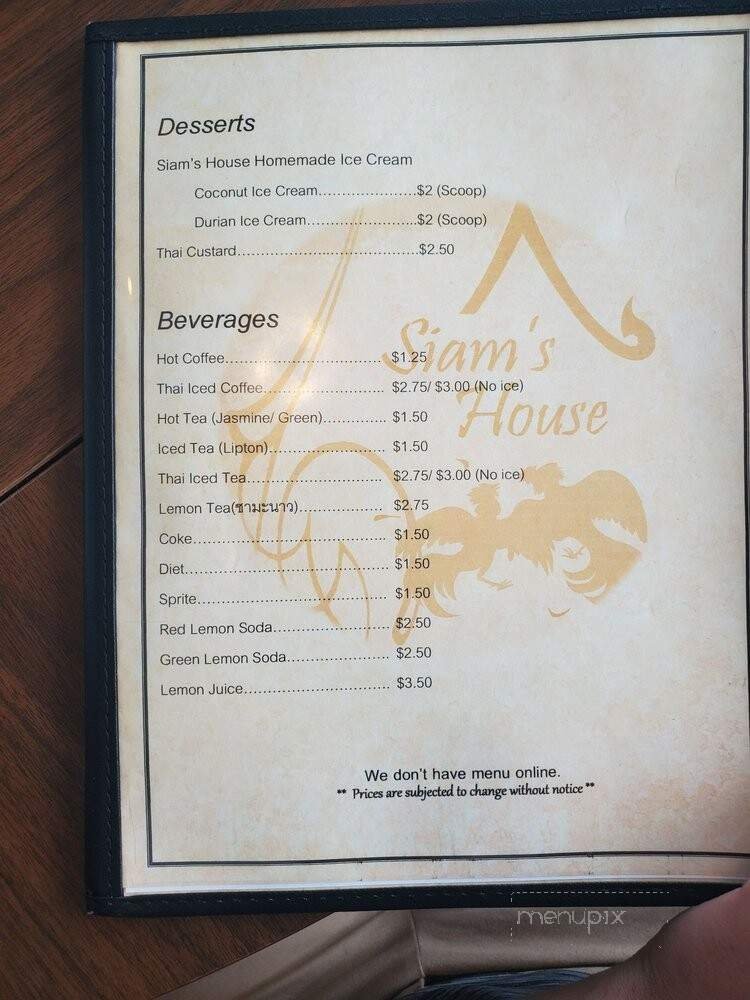 Desserts
Siam's House Homemade Ice Cream
Coconut Ice Cream.....................$2 (Scoop)
Durian Ice Cream.......................$2 (Scoop)
Thai Custard.......................................$2.50
Beverages
Hot Coffee.................................. $1.25
Thai Iced Coffee.......................... $2.75/ $3.00 (No ice)
Hot Tea (Jasmine/ Green)............. $1.50
Iced Tea (Lipton)......................... $1.50
Thai Iced Tea............................. $2.75/ $3.00 (No ice)
Lemon Tea(ชามะนาว).................. $2.75
Coke......................................... $1.50
Diet........................................... $1.50
Sprite........................................ $1.50
Red Lemon Soda......................... $2.50
Green Lemon Soda...................... $2.50
Lemon Juice............................... $3.50
Siam's
House
We don't have menu online.
** Prices are subjected to change without notice **
menupix